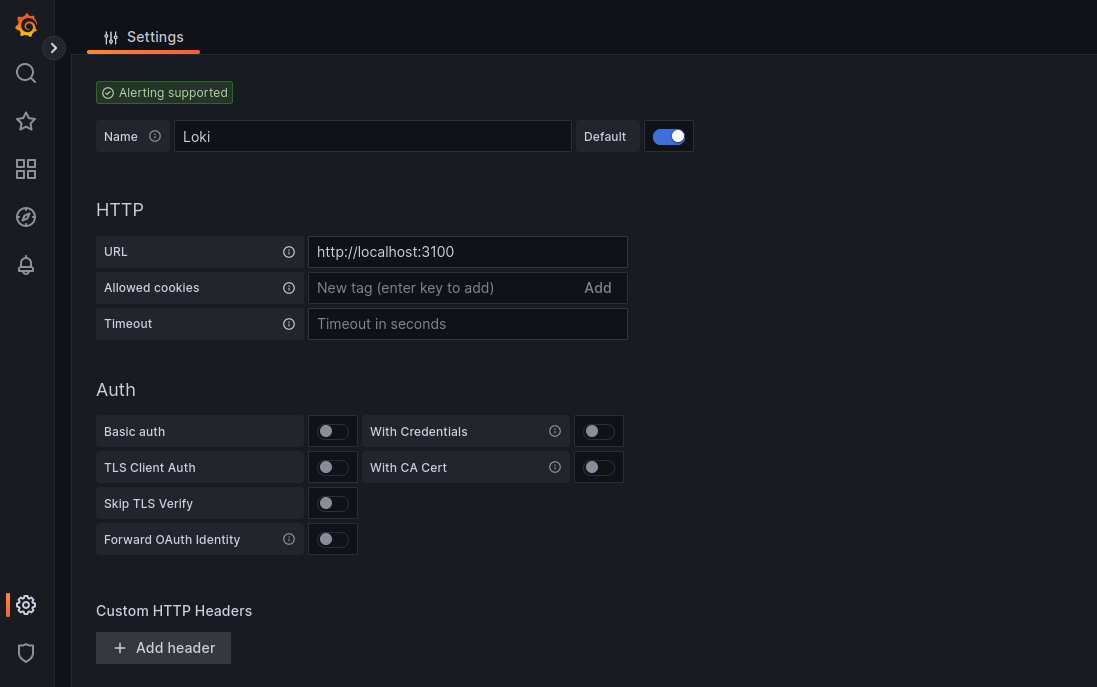 Settings
Alerting supported
Name Loki Default
HTTP
URL http://localhost:3100
Allowed cookies New tag (enter key to add) Add
Timeout Timeout in seconds
Auth
Basic auth With Credentials
TLS Client Auth With CA Cert
Skip TLS Verify
Forward OAuth Identity
Custom HTTP Headers
+ Add header